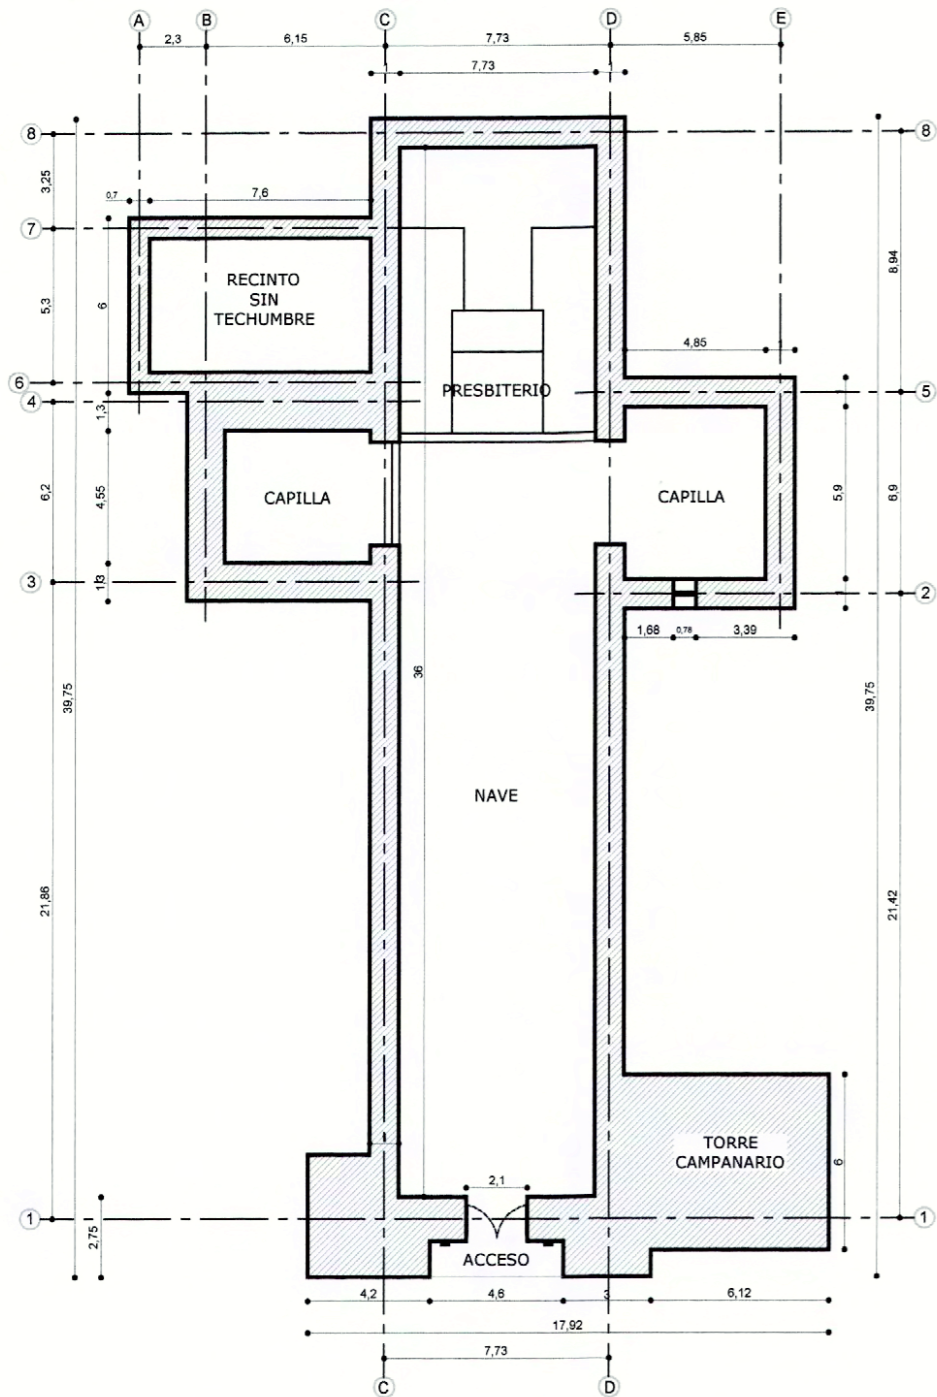 A B C D E
2,3 6,15 7,73 5,85
7,73
8 8
3,25
0,7 7,6
7
8,94
RECINTO
SIN
TECHUMBRE
5,3 6
4,85 1
6 PRESBITERIO 5
4
1,3
6,2 4,55 CAPILLA CAPILLA 5,9 6,9
3 1,3 2
1,68 0,78 3,39
36
39,75 39,75
NAVE
21,86 21,42
TORRE
CAMPANARIO
6
2,1
1 1
2,75
ACCESO
4,2 4,6 3 6,12
17,92
7,73
C D